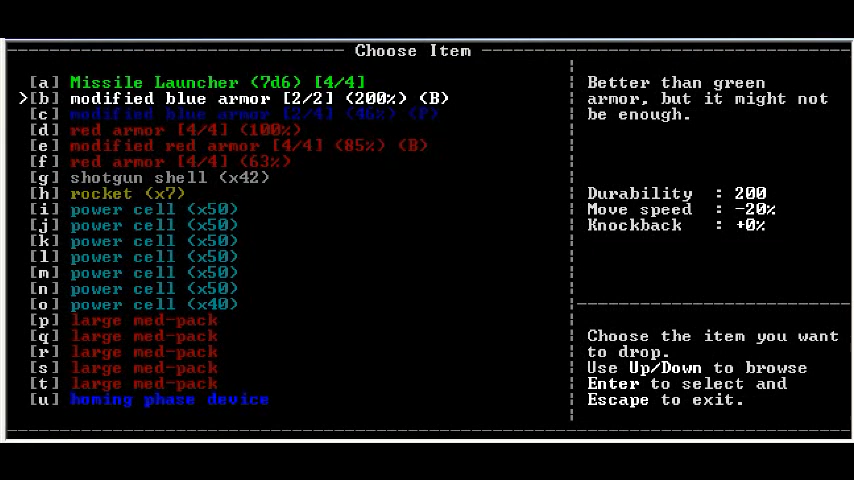 Choose Item
[a] Missile Launcher (7d6) [4/4]
>[b] modified blue armor [2/2] (200%) (B)
[c] modified blue armor [2/4] (46%) (P)
[d] red armor [4/4] (100%)
[e] modified red armor [4/4] (85%) (B)
[f] red armor [4/4] (63%)
[g] shotgun shell (x42)
[h] rocket (x7)
[i] power cell (x50)
[j] power cell (x50)
[k] power cell (x50)
[l] power cell (x50)
[m] power cell (x50)
[n] power cell (x50)
[o] power cell (x40)
[p] large med-pack
[q] large med-pack
[r] large med-pack
[s] large med-pack
[t] large med-pack
[u] homing phase device
Better than green
armor, but it might not
be enough.
Durability : 200
Move speed : -20%
Knockback : +0%
Choose the item you want
to drop.
Use Up/Down to browse
Enter to select and
Escape to exit.